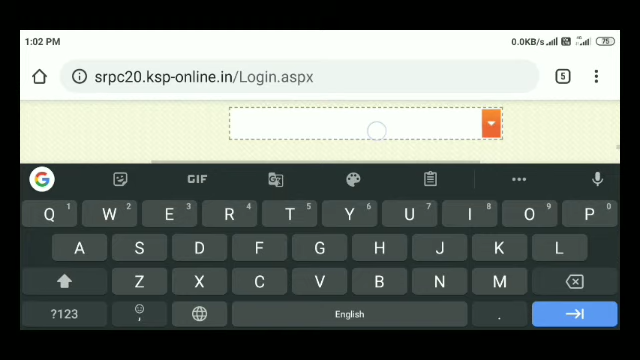 1:02 PM 0.0KB/s 75
srpc20.ksp-online.in/Login.aspx 5
GIF
Q 1 W 2 E 3 R 4 T 5 Y 6 U 7 I 8 O 9 P 0
A S D F G H J K L
Z X C V B N M
?123 , English .